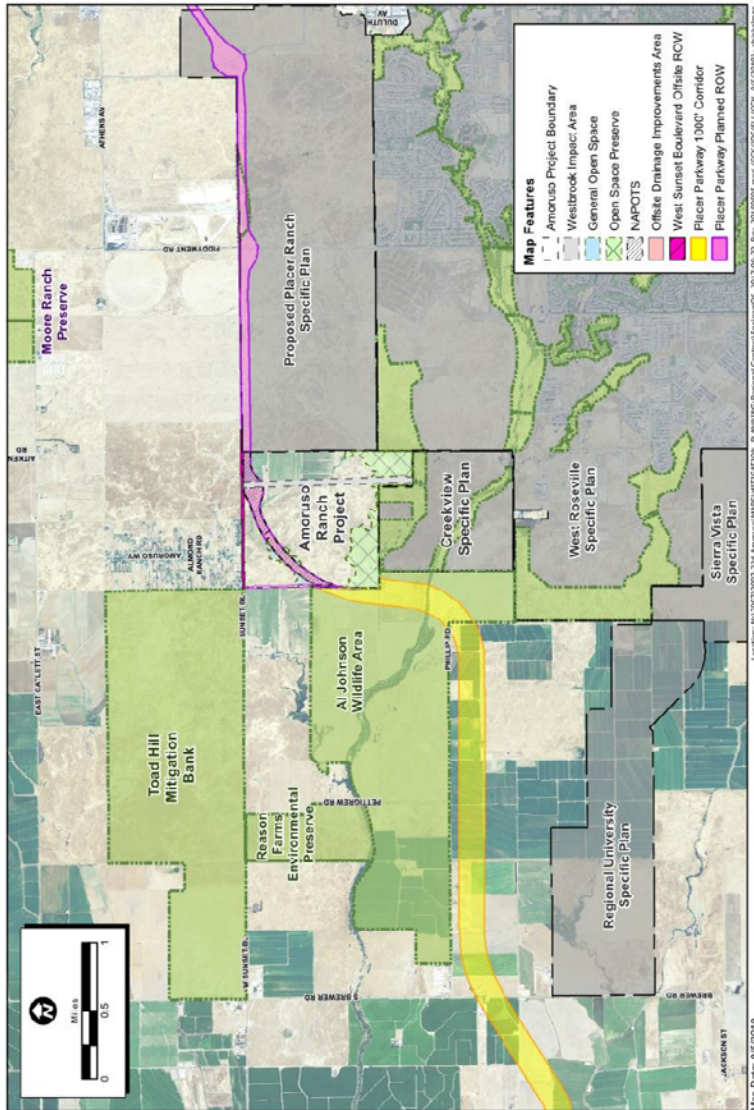 Map Features
Amoruso Project Boundary
Westbrook Impact Area
General Open Space
Open Space Preserve
NAPOTS
Offsite Drainage Improvements Area
West Sunset Boulevard Offsite ROW
Placer Parkway 1000' Corridor
Placer Parkway Planned ROW
Miles
0
0.5
1
N
EAST CATLETT ST
AITKEN
RD
Moore Ranch
Preserve
ATHENS AV
FIDDYMENT RD
DULUTH
AV
Toad Hill
Mitigation
Bank
AMORUSO WY
ALMOND
RANCH RD
W SUNSET BL
SUNSET BL
Proposed Placer Ranch
Specific Plan
Amoruso
Ranch
Project
Reason
Farms
Environmental
Preserve
PETTIGREW RD
Al Johnson
Wildlife Area
Creekview
Specific Plan
S BREWER RD
PHILLIP RD
West Roseville
Specific Plan
Regional University
Specific Plan
Sierra Vista
Specific Plan
BREWER RD
JACKSON ST